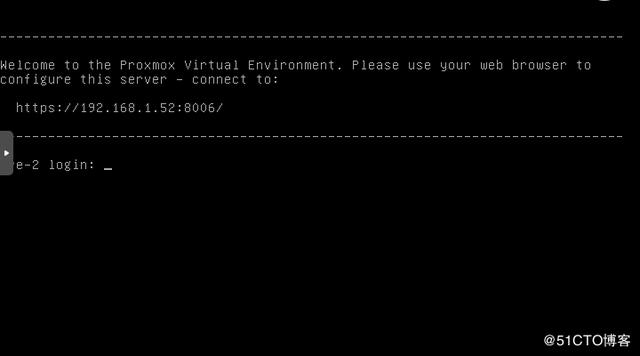 --------------------------------------------------------------------------------
Welcome to the Proxmox Virtual Environment. Please use your web browser to
configure this server - connect to:
https://192.168.1.52:8006/
--------------------------------------------------------------------------------
e-2 login: _
@51CTO博客